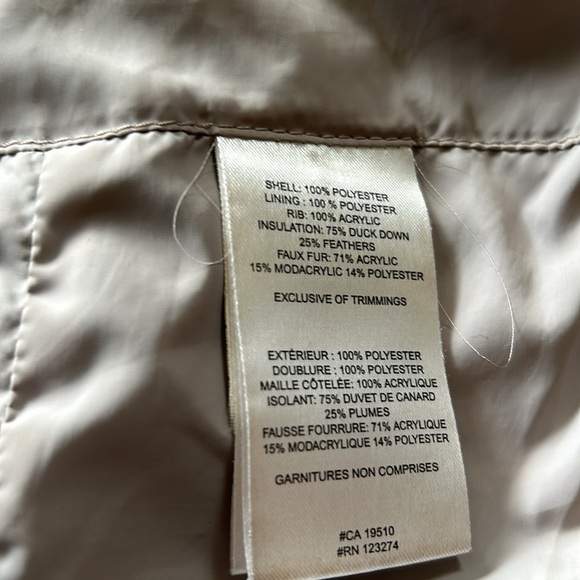 SHELL: 100% POLYESTER
LINING : 100 % POLYESTER
RIB: 100% ACRYLIC
INSULATION: 75% DUCK DOWN
25% FEATHERS
FAUX FUR: 71% ACRYLIC
15% MODACRYLIC 14% POLYESTER
EXCLUSIVE OF TRIMMINGS
EXTÉRIEUR : 100% POLYESTER
DOUBLURE : 100% POLYESTER
MAILLE CÔTELÉE: 100% ACRYLIQUE
ISOLANT: 75% DUVET DE CANARD
25% PLUMES
FAUSSE FOURRURE: 71% ACRYLIQUE
15% MODACRYLIQUE 14% POLYESTER
GARNITURES NON COMPRISES
#CA 19510
#RN 123274